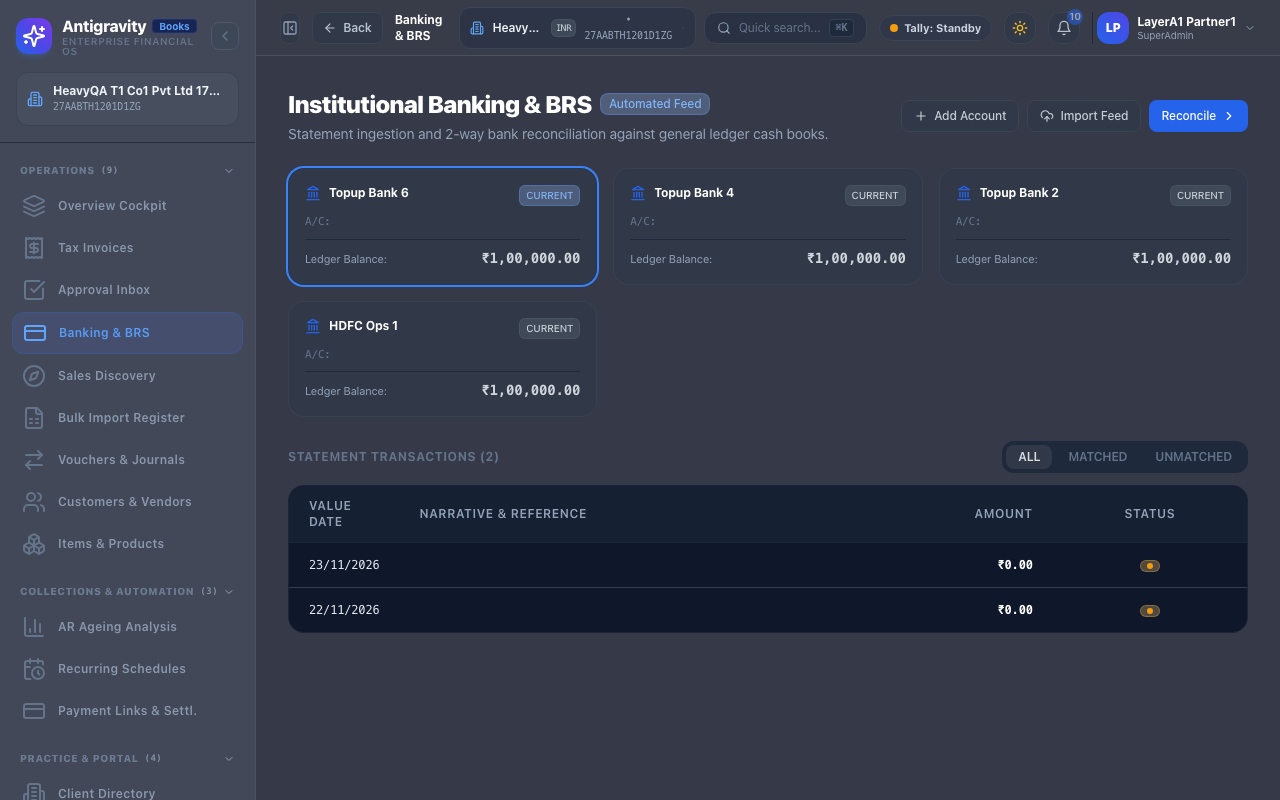 Antigravity Books
ENTERPRISE FINANCIAL OS
HeavyQA T1 Co1 Pvt Ltd 17...
27AABTH1201D1ZG
OPERATIONS (9)
Overview Cockpit
Tax Invoices
Approval Inbox
Banking & BRS
Sales Discovery
Bulk Import Register
Vouchers & Journals
Customers & Vendors
Items & Products
COLLECTIONS & AUTOMATION (3)
AR Ageing Analysis
Recurring Schedules
Payment Links & Settl.
PRACTICE & PORTAL (4)
Client Directory
Back
Banking & BRS
Heavy... INR • 27AABTH1201D1ZG
Quick search... ⌘K
Tally: Standby
10
LP
LayerA1 Partner1
SuperAdmin
Institutional Banking & BRS Automated Feed
Statement ingestion and 2-way bank reconciliation against general ledger cash books.
Add Account
Import Feed
Reconcile
Topup Bank 6 CURRENT
A/C:
Ledger Balance: ₹1,00,000.00
Topup Bank 4 CURRENT
A/C:
Ledger Balance: ₹1,00,000.00
Topup Bank 2 CURRENT
A/C:
Ledger Balance: ₹1,00,000.00
HDFC Ops 1 CURRENT
A/C:
Ledger Balance: ₹1,00,000.00
STATEMENT TRANSACTIONS (2)
ALL MATCHED UNMATCHED
VALUE DATE NARRATIVE & REFERENCE AMOUNT STATUS
23/11/2026 ₹0.00
22/11/2026 ₹0.00